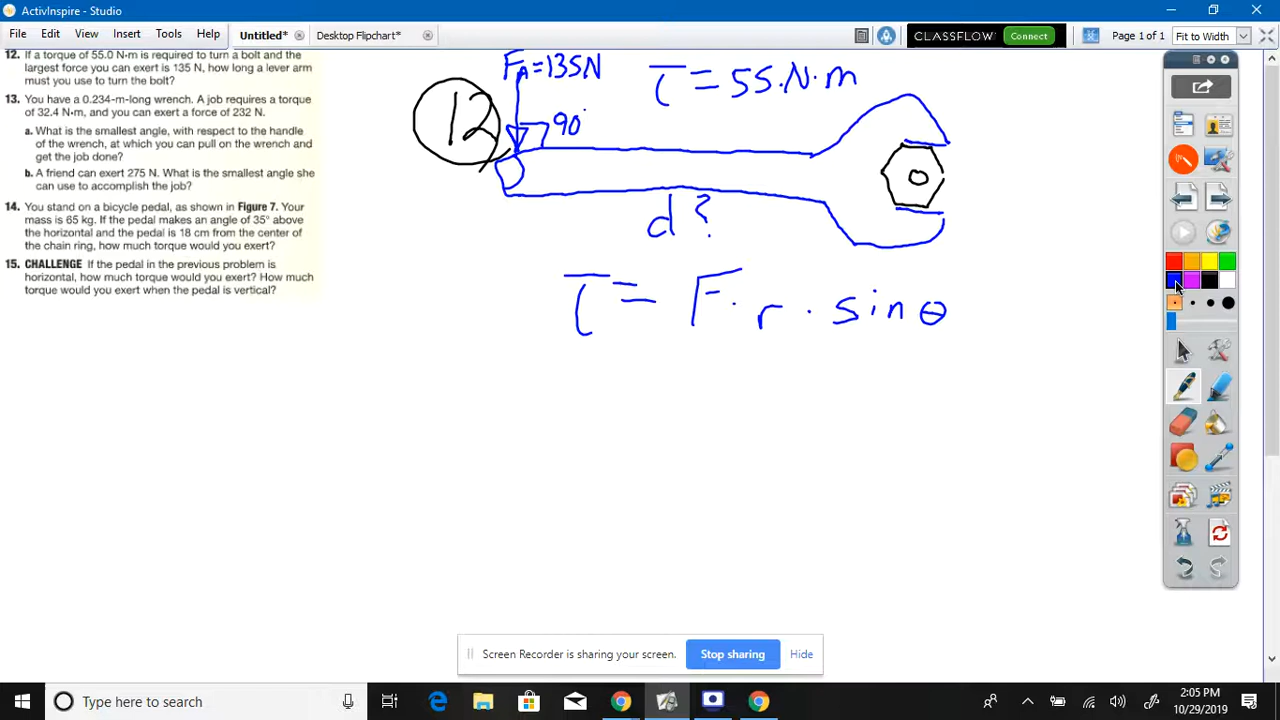 ActivInspire - Studio
File Edit View Insert Tools Help Untitled* Desktop Flipchart* CLASSFLOW Connect Page 1 of 1 Fit to Width
12. If a torque of 55.0 N•m is required to turn a bolt and the
largest force you can exert is 135 N, how long a lever arm
must you use to turn the bolt?
13. You have a 0.234-m-long wrench. A job requires a torque
of 32.4 N•m, and you can exert a force of 232 N.
a. What is the smallest angle, with respect to the handle
of the wrench, at which you can pull on the wrench and
get the job done?
b. A friend can exert 275 N. What is the smallest angle she
can use to accomplish the job?
14. You stand on a bicycle pedal, as shown in Figure 7. Your
mass is 65 kg. If the pedal makes an angle of 35° above
the horizontal and the pedal is 18 cm from the center of
the chain ring, how much torque would you exert?
15. CHALLENGE If the pedal in the previous problem is
horizontal, how much torque would you exert? How much
torque would you exert when the pedal is vertical?
12
FA=135N
τ = 55.N·m
90°
d?
τ = F · r · sin θ
Screen Recorder is sharing your screen. Stop sharing Hide
Type here to search
2:05 PM
10/29/2019